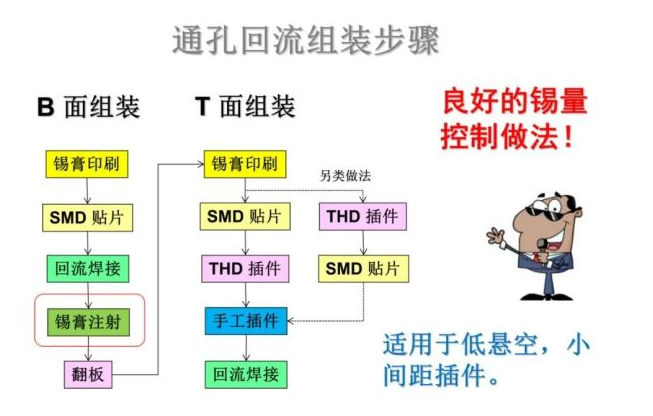 通孔回流组装步骤
B 面组装
T 面组装
良好的锡量
控制做法！
锡膏印刷
SMD 贴片
回流焊接
锡膏注射
翻板
锡膏印刷
另类做法
SMD 贴片
THD 插件
THD 插件
SMD 贴片
手工插件
回流焊接
适用于低悬空，小
间距插件。